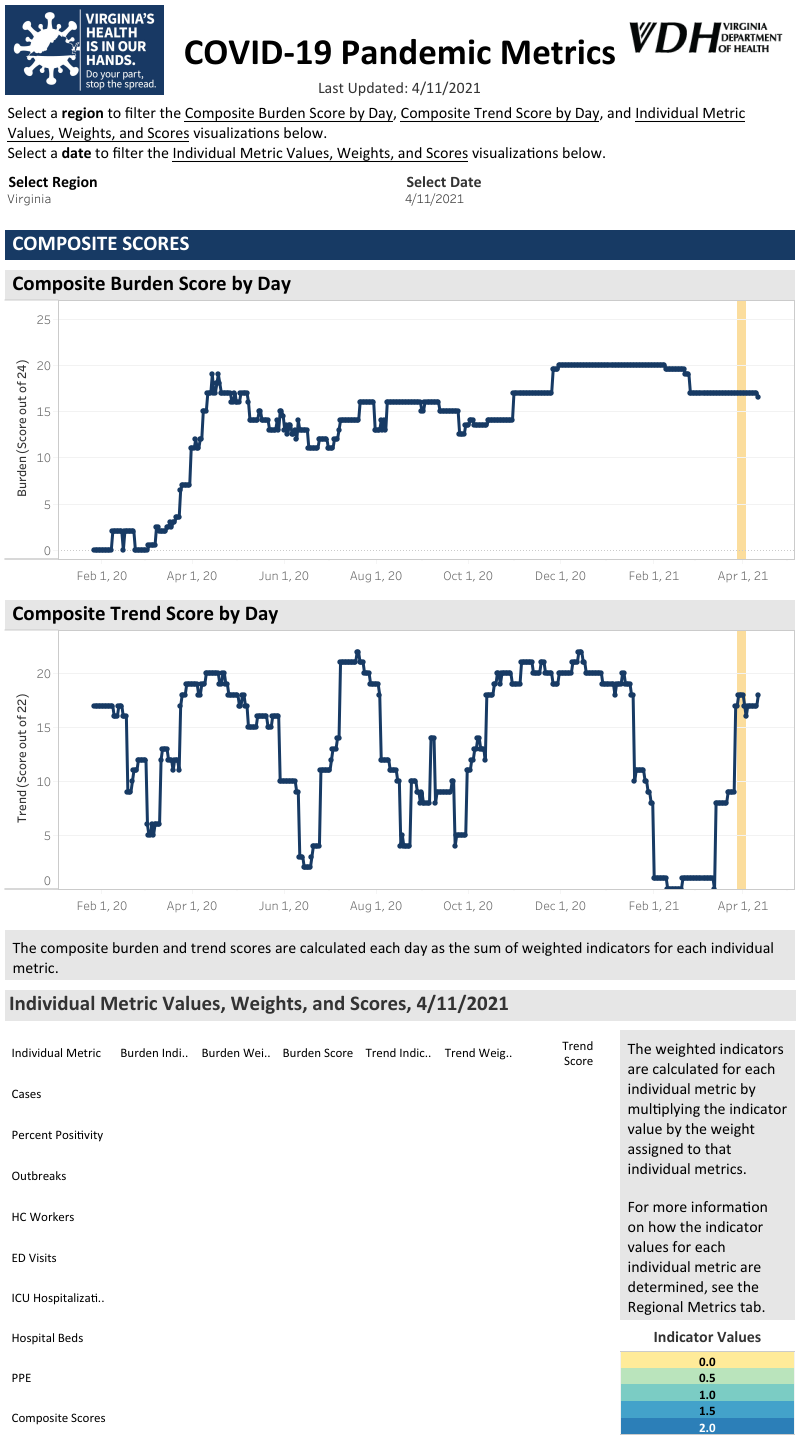 VIRGINIA'S
HEALTH
IS IN OUR
HANDS.
Do your part,
stop the spread.
COVID-19 Pandemic Metrics
VDH VIRGINIA
DEPARTMENT
OF HEALTH
Last Updated: 4/11/2021
Select a region to filter the Composite Burden Score by Day, Composite Trend Score by Day, and Individual Metric
Values, Weights, and Scores visualizations below.
Select a date to filter the Individual Metric Values, Weights, and Scores visualizations below.
Select Region
Virginia
Select Date
4/11/2021
COMPOSITE SCORES
Composite Burden Score by Day
Burden (Score out of 24)
25
20
15
10
5
0
Feb 1, 20 Apr 1, 20 Jun 1, 20 Aug 1, 20 Oct 1, 20 Dec 1, 20 Feb 1, 21 Apr 1, 21
Composite Trend Score by Day
Trend (Score out of 22)
20
15
10
5
0
Feb 1, 20 Apr 1, 20 Jun 1, 20 Aug 1, 20 Oct 1, 20 Dec 1, 20 Feb 1, 21 Apr 1, 21
The composite burden and trend scores are calculated each day as the sum of weighted indicators for each individual
metric.
Individual Metric Values, Weights, and Scores, 4/11/2021
Individual Metric Burden Indi.. Burden Wei.. Burden Score Trend Indic.. Trend Weig.. Trend
Score
Cases
Percent Positivity
Outbreaks
HC Workers
ED Visits
ICU Hospitalizati..
Hospital Beds
PPE
Composite Scores
The weighted indicators
are calculated for each
individual metric by
multiplying the indicator
value by the weight
assigned to that
individual metrics.
For more information
on how the indicator
values for each
individual metric are
determined, see the
Regional Metrics tab.
Indicator Values
0.0
0.5
1.0
1.5
2.0